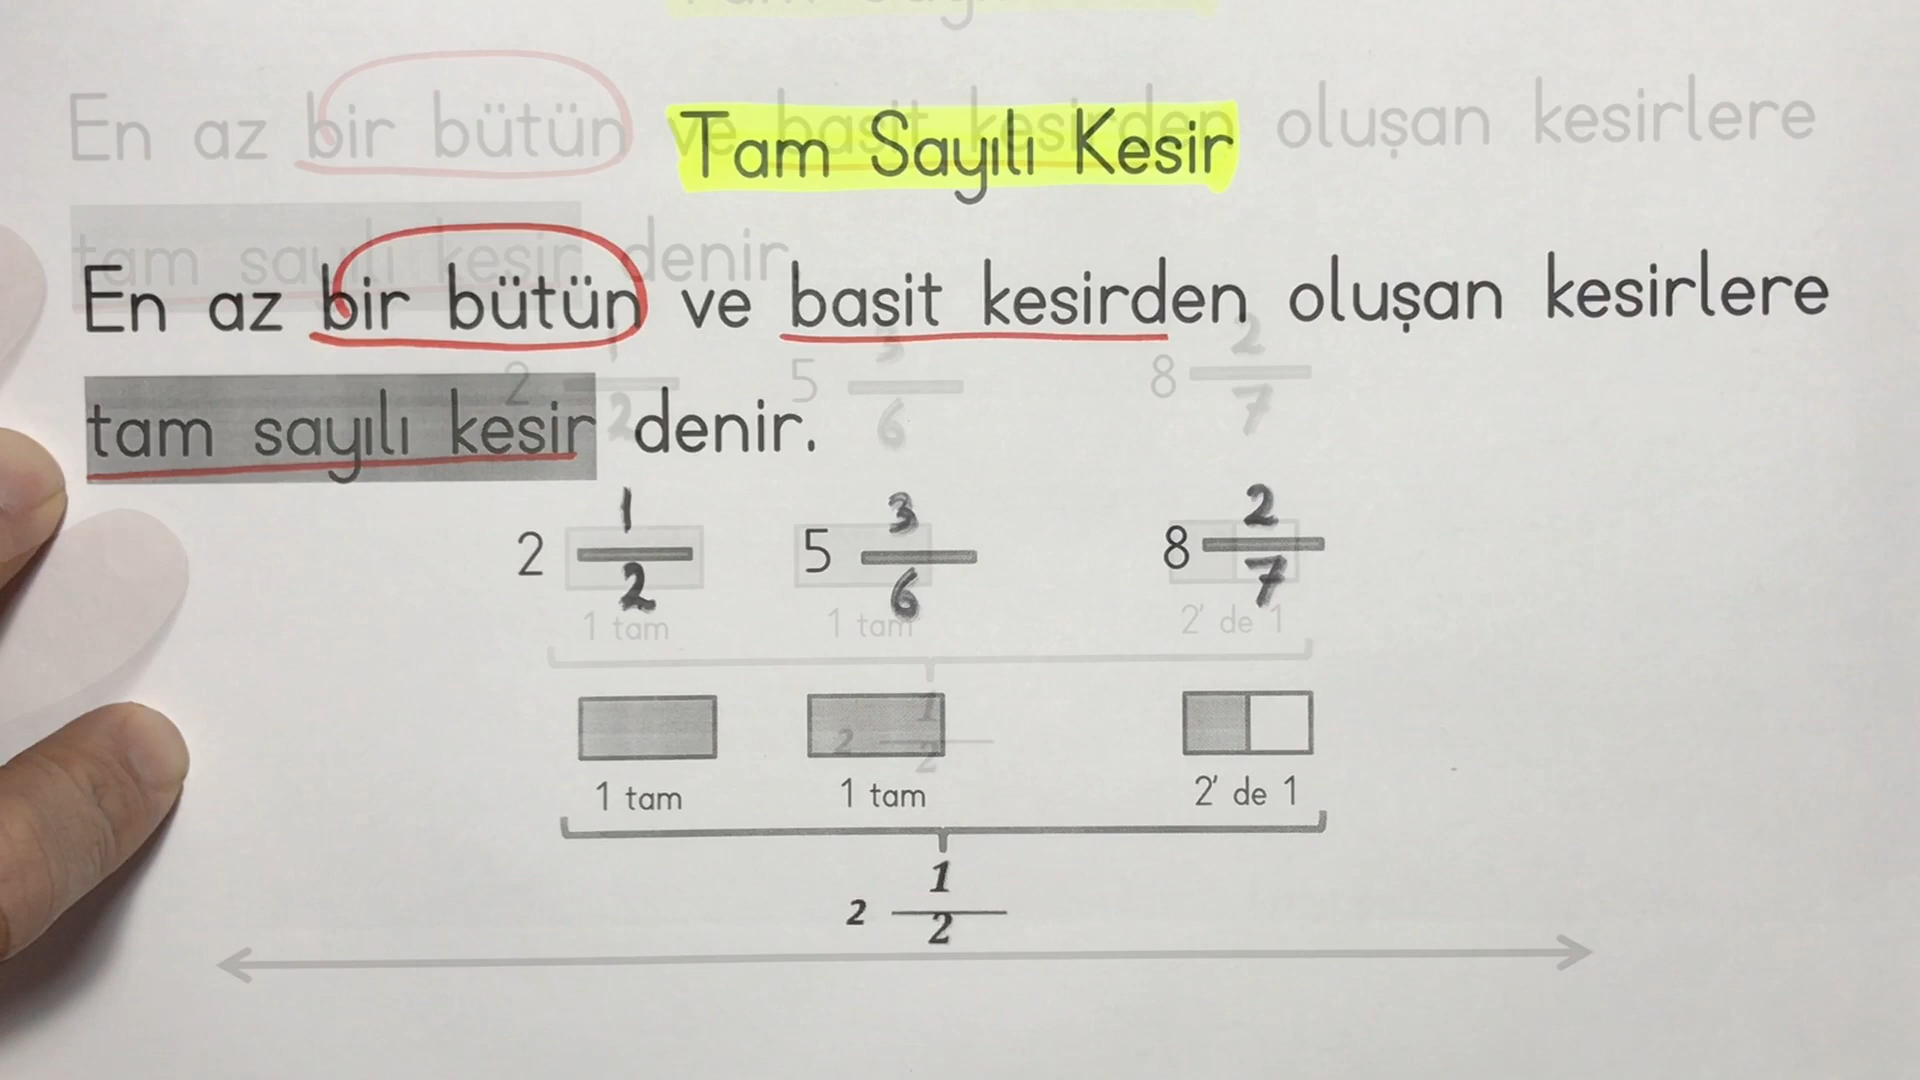 Tam Sayılı Kesir
En az bir bütün ve basit kesirden oluşan kesirlere
tam sayılı kesir denir.
2 1/2 5 3/6 8 2/7
1 tam 1 tam 2' de 1
2 1/2